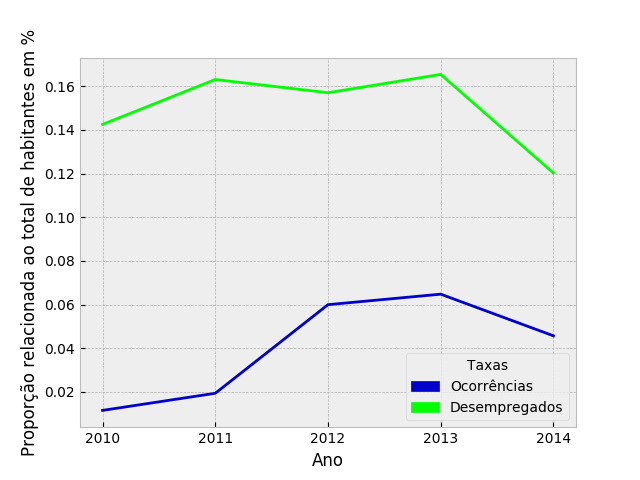 Proporção relacionada ao total de habitantes em %
0.16
0.14
0.12
0.10
0.08
0.06
0.04
0.02
Taxas
Ocorrências
Desempregados
2010 2011 2012 2013 2014
Ano